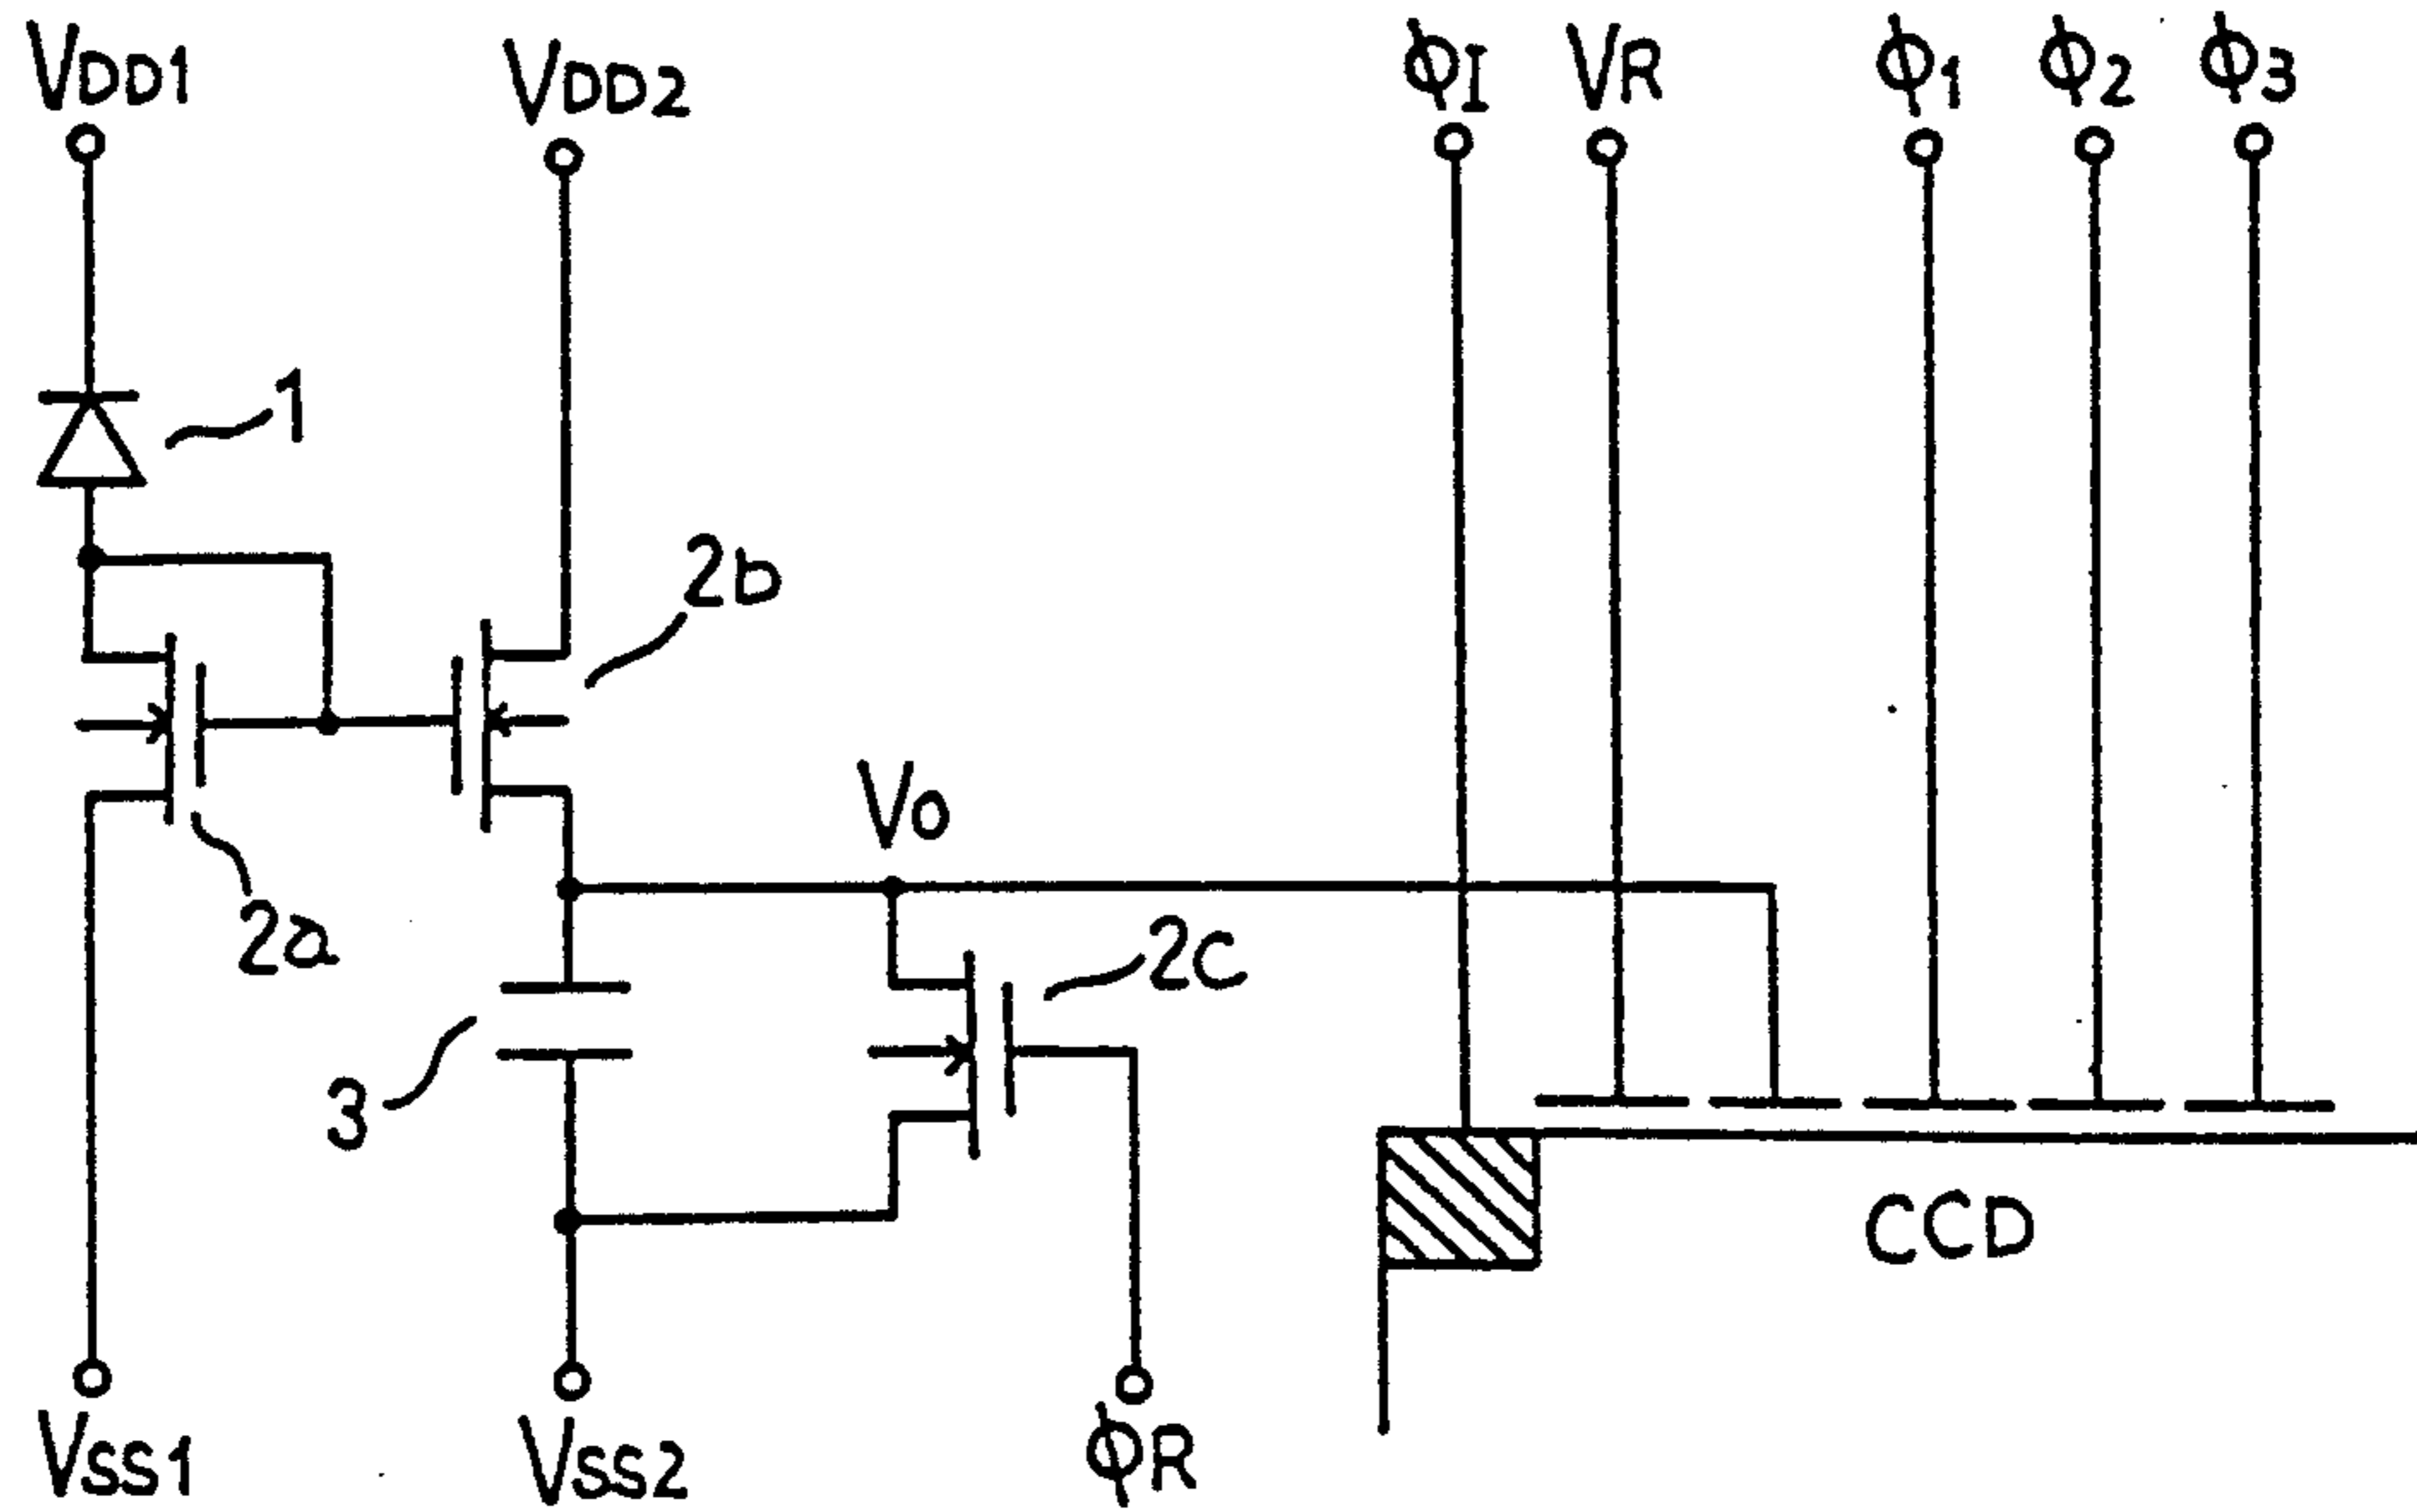 VDD1
VDD2
ϕI
VR
ϕ1
ϕ2
ϕ3
1
2b
Vo
2a
2c
3
CCD
VSS1
VSS2
ϕR